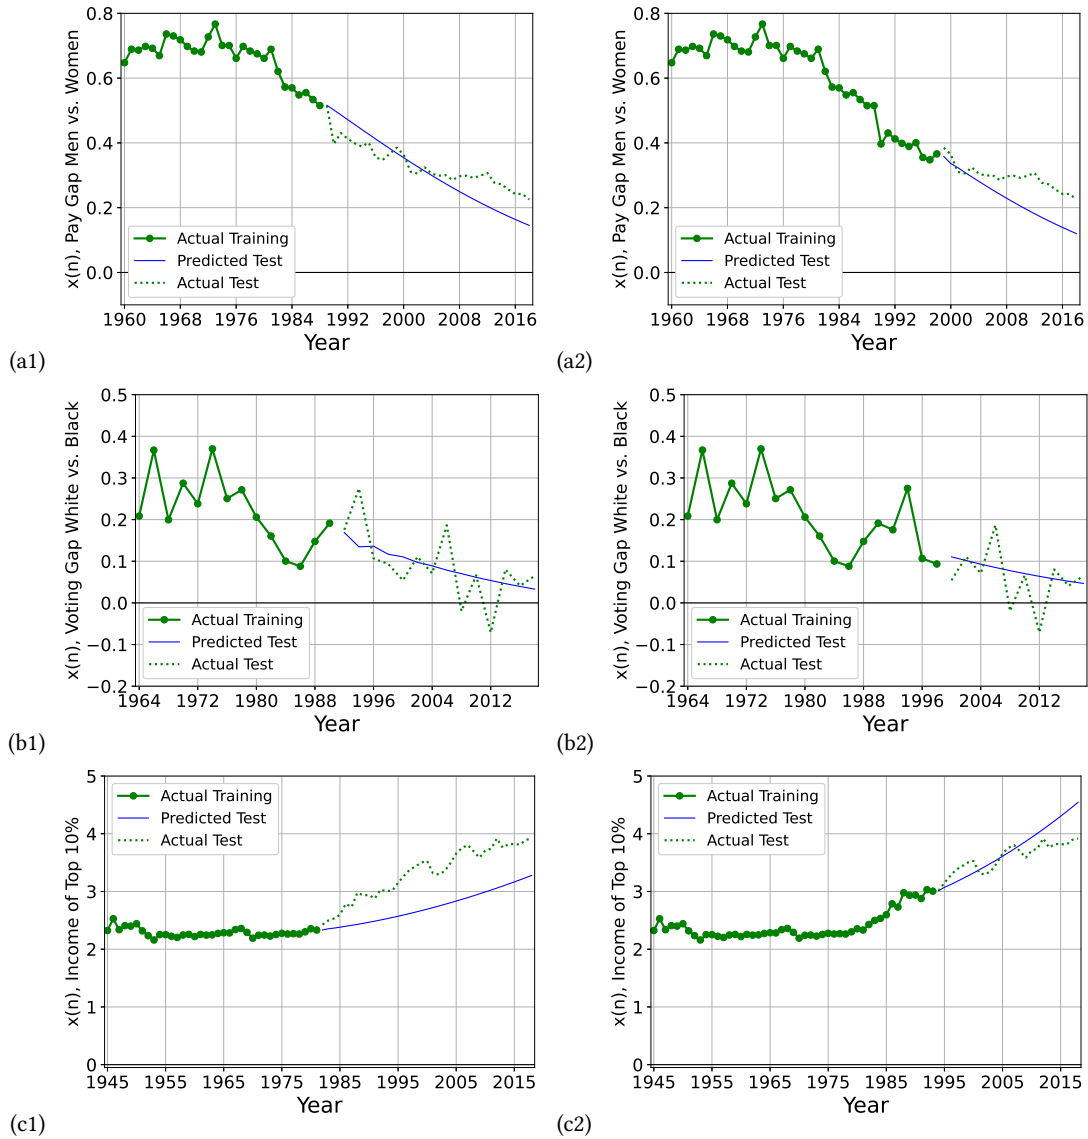 0.8
0.6
0.4
0.2
0.0
x(n), Pay Gap Men vs. Women
Actual Training
Predicted Test
Actual Test
1960 1968 1976 1984 1992 2000 2008 2016
Year
(a1)
0.8
0.6
0.4
0.2
0.0
x(n), Pay Gap Men vs. Women
Actual Training
Predicted Test
Actual Test
1960 1968 1976 1984 1992 2000 2008 2016
Year
(a2)
0.5
0.4
0.3
0.2
0.1
0.0
−0.1
−0.2
x(n), Voting Gap White vs. Black
Actual Training
Predicted Test
Actual Test
1964 1972 1980 1988 1996 2004 2012
Year
(b1)
0.5
0.4
0.3
0.2
0.1
0.0
−0.1
−0.2
x(n), Voting Gap White vs. Black
Actual Training
Predicted Test
Actual Test
1964 1972 1980 1988 1996 2004 2012
Year
(b2)
5
4
3
2
1
0
x(n), Income of Top 10%
Actual Training
Predicted Test
Actual Test
1945 1955 1965 1975 1985 1995 2005 2015
Year
(c1)
5
4
3
2
1
0
x(n), Income of Top 10%
Actual Training
Predicted Test
Actual Test
1945 1955 1965 1975 1985 1995 2005 2015
Year
(c2)